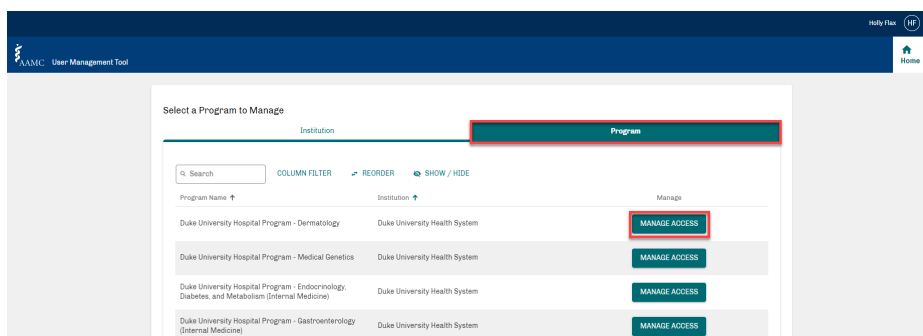 Holly Flax HF
AAMC User Management Tool
Home
Select a Program to Manage
Institution Program
Search COLUMN FILTER REORDER SHOW / HIDE
Program Name Institution Manage
Duke University Hospital Program - Dermatology Duke University Health System MANAGE ACCESS
Duke University Hospital Program - Medical Genetics Duke University Health System MANAGE ACCESS
Duke University Hospital Program - Endocrinology,
Diabetes, and Metabolism (Internal Medicine) Duke University Health System MANAGE ACCESS
Duke University Hospital Program - Gastroenterology
(Internal Medicine) Duke University Health System MANAGE ACCESS